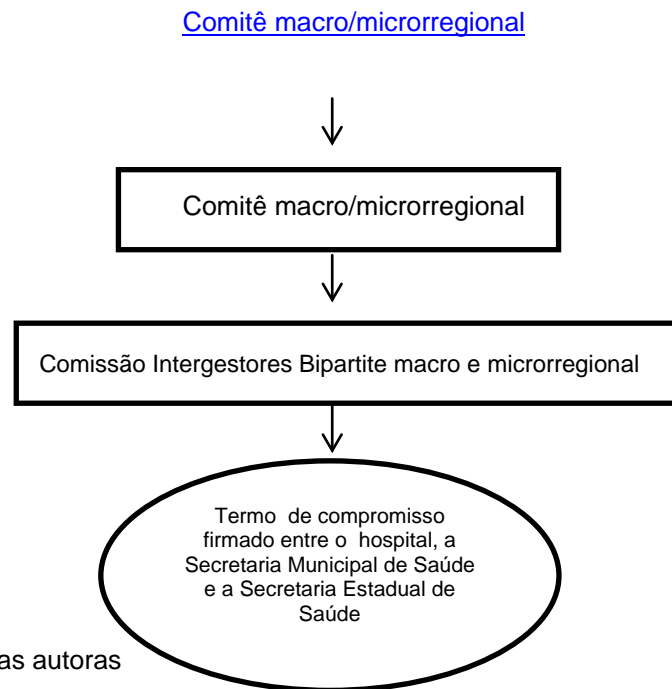 Comitê macro/microrregional
Comitê macro/microrregional
Comissão Intergestores Bipartite macro e microrregional
Termo de compromisso
firmado entre o hospital, a
Secretaria Municipal de Saúde
e a Secretaria Estadual de
Saúde
as autoras